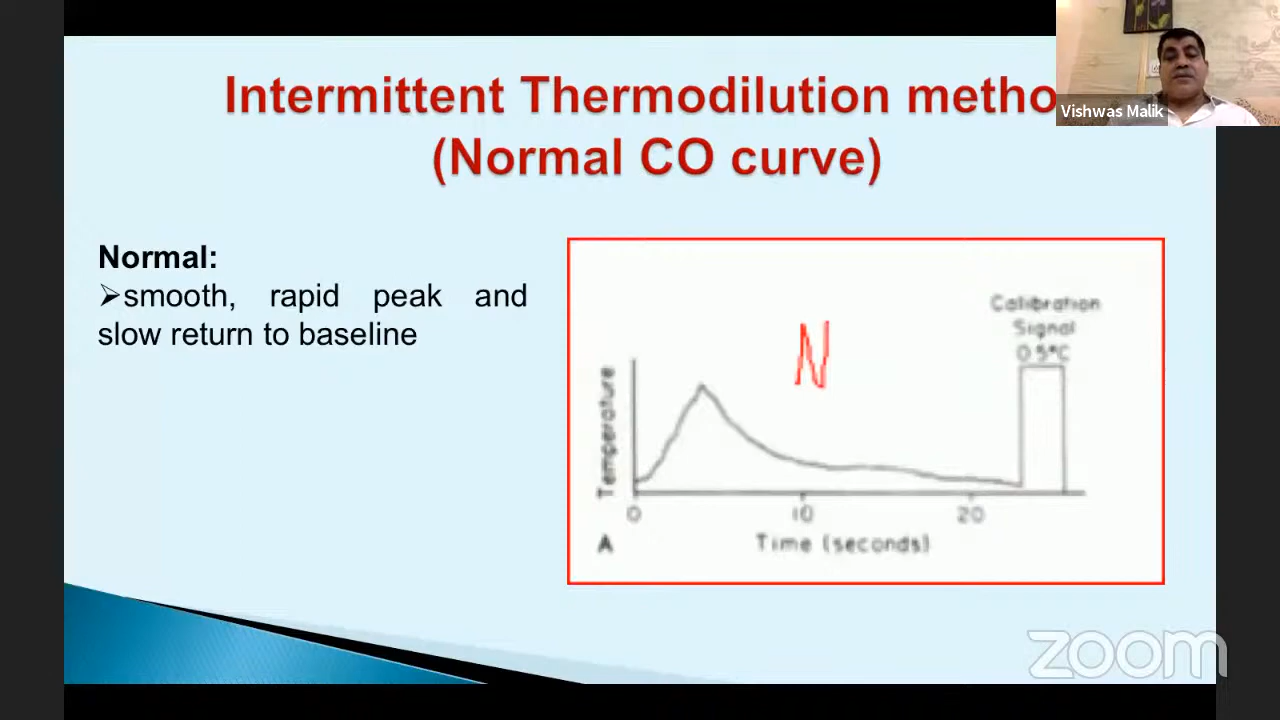 Intermittent Thermodilution metho
(Normal CO curve)
Vishwas Malik
Normal:
➢smooth, rapid peak and
slow return to baseline
N
Calibration
Signal
0.5°C
Temperature
0
10
20
A
Time (seconds)
zoom